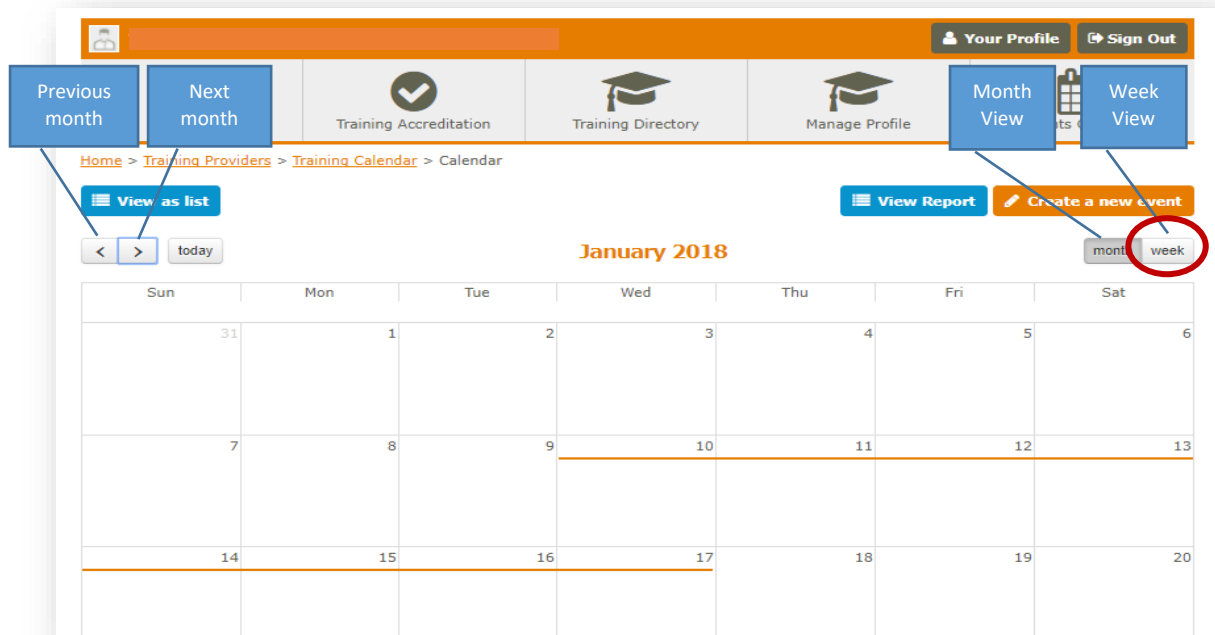 Your Profile Sign Out
Previous month
Next month
Month View
Week View
Training Accreditation Training Directory Manage Profile
Home > Training Providers > Training Calendar > Calendar
View as list View Report Create a new event
< > today January 2018 month week
Sun Mon Tue Wed Thu Fri Sat
31 1 2 3 4 5 6
7 8 9 10 11 12 13
14 15 16 17 18 19 20